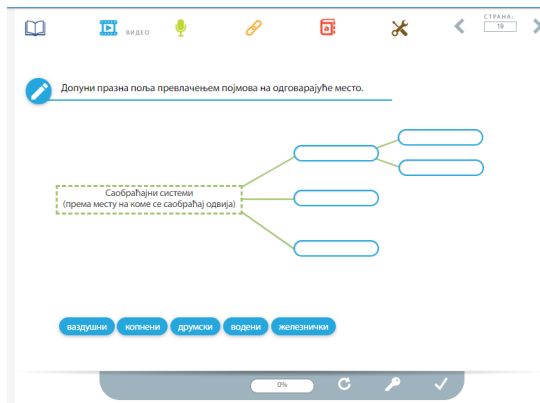 ВИДЕО
СТРАНА:
19
Допуни празна поља превлачењем појмова на одговарајуће место.
Саобраћајни системи
(према месту на коме се саобраћај одвија)
ваздушни копнени друмски водени железнички
0%